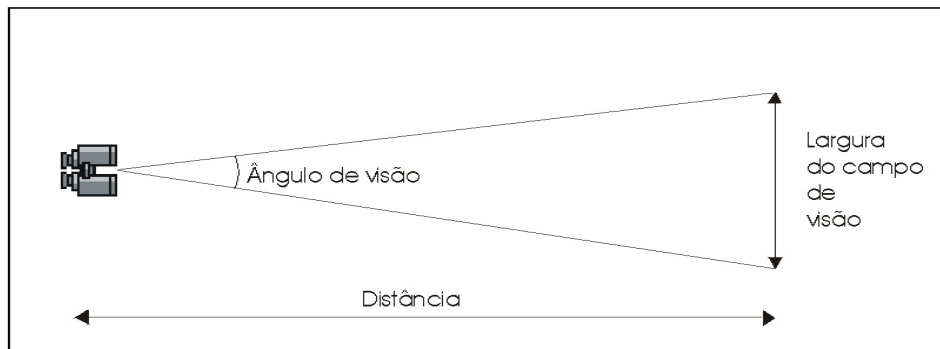 Ângulo de visão
Largura
do campo
de
visão
Distância